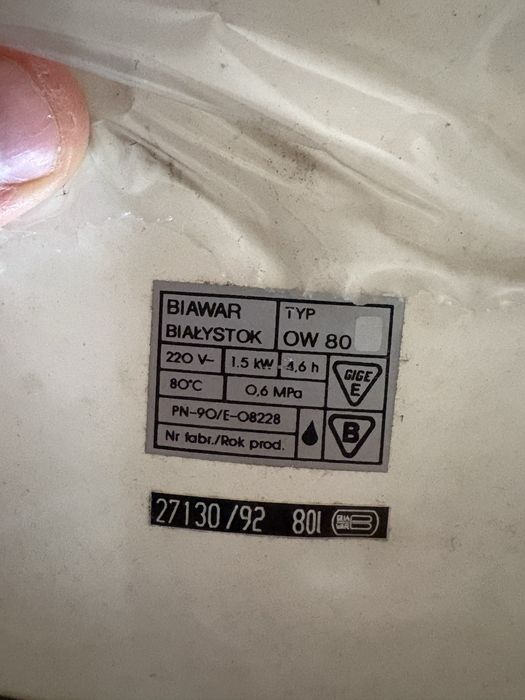 BIAWAR
BIAŁYSTOK
TYP
OW 80
220 V~ 1.5 kW 4,6 h
80°C 0,6 MPa
GIGE
E
PN-90/E-08228
Nr fabr./Rok prod.
B
27130/92 80l